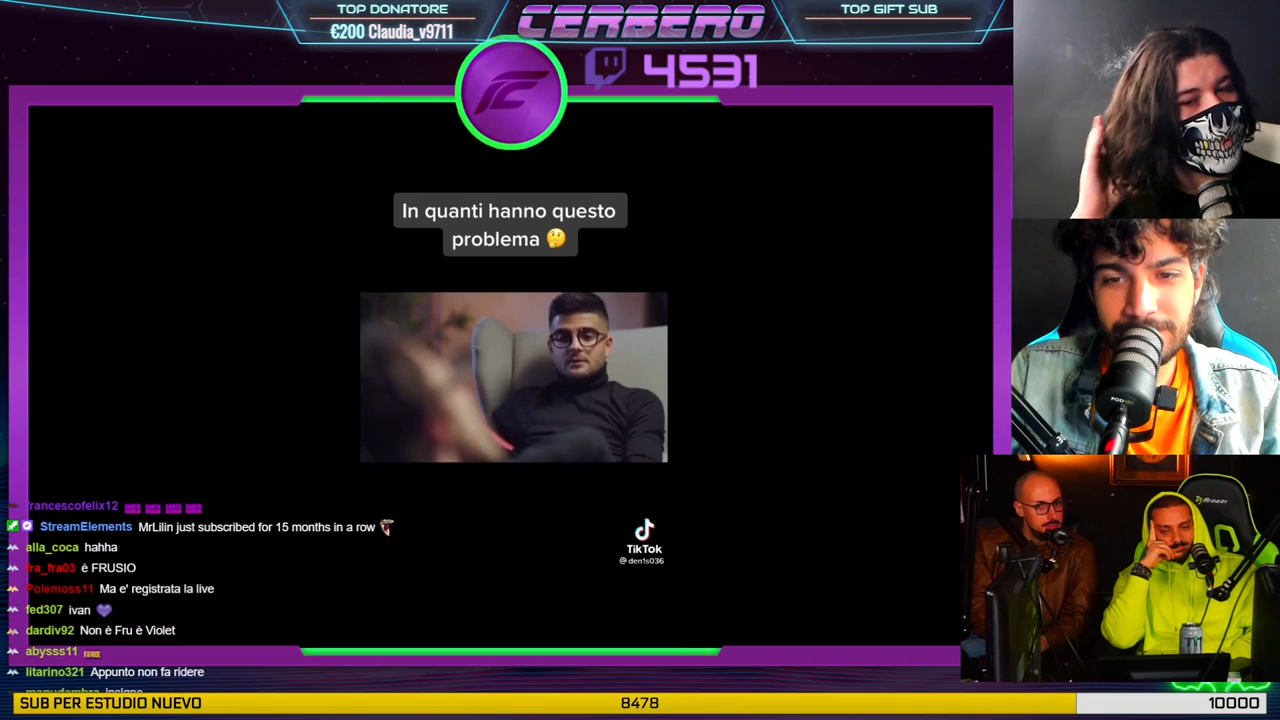 TOP DONATORE
€200 Claudia_v9711
CERBERO
TOP GIFT SUB
4531
In quanti hanno questo
problema 🤔
francescofelix12
StreamElements MrLilin just subscribed for 15 months in a row
alla_coca hahha
fra_fra03 è FRUSIO
Polemoss11 Ma e' registrata la live
fed307 ivan 💜
dardiv92 Non è Fru è Violet
abysss11
litarino321 Appunto non fa ridere
TikTok
@den1s036
SUB PER ESTUDIO NUEVO
8478
10000